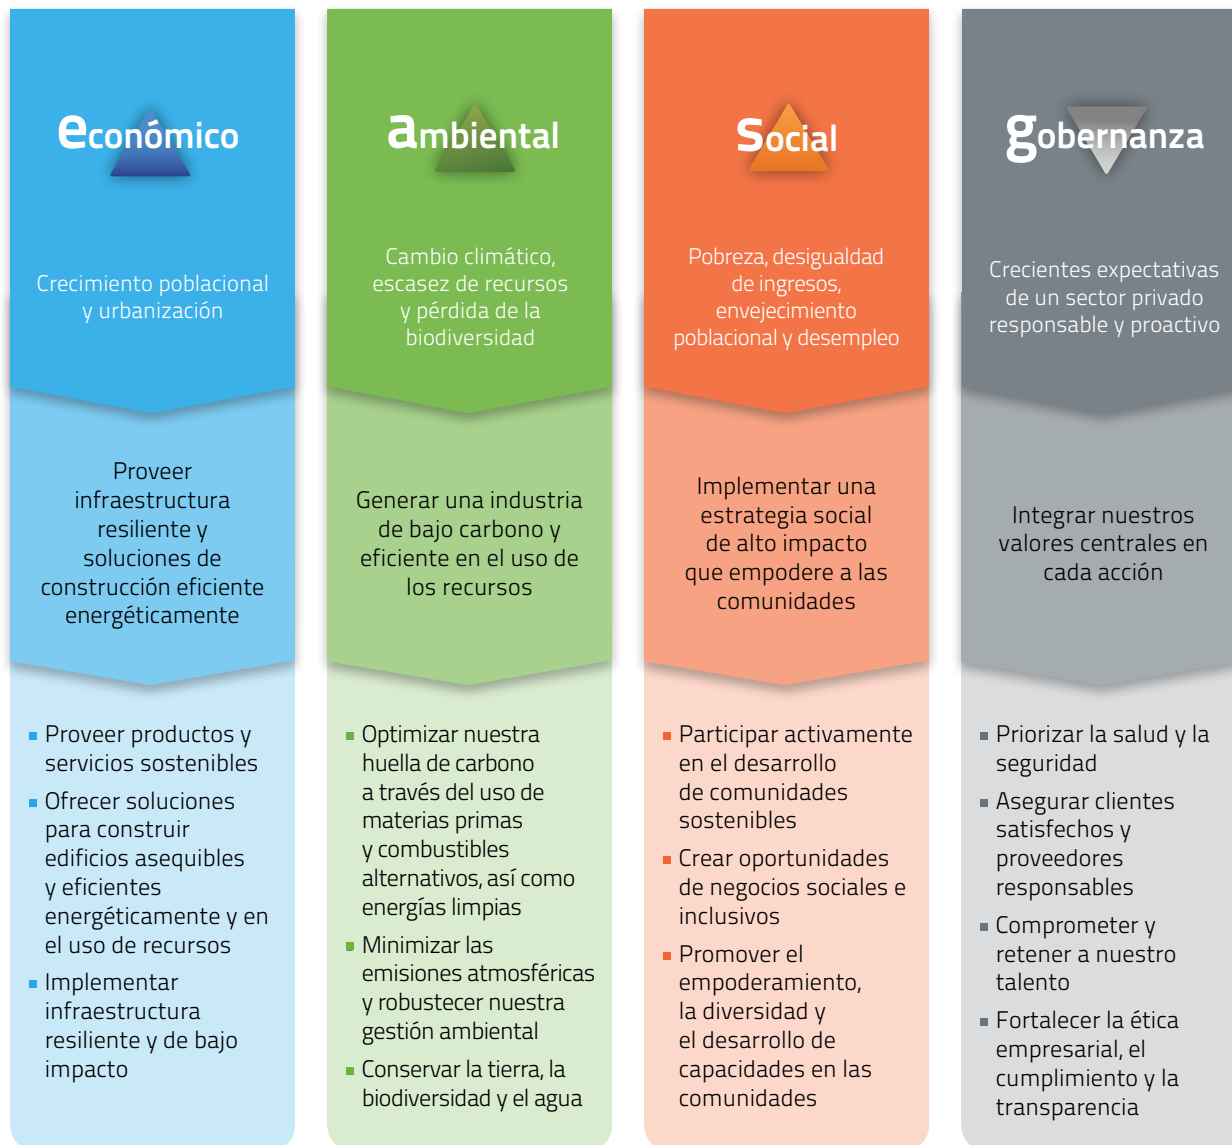 económico
Crecimiento poblacional
y urbanización
Proveer
infraestructura
resiliente y
soluciones de
construcción eficiente
energéticamente
Proveer productos y
servicios sostenibles
Ofrecer soluciones
para construir
edificios asequibles
y eficientes
energéticamente y en
el uso de recursos
Implementar
infraestructura
resiliente y de bajo
impacto
ambiental
Cambio climático,
escasez de recursos
y pérdida de la
biodiversidad
Generar una industria
de bajo carbono y
eficiente en el uso de
los recursos
Optimizar nuestra
huella de carbono
a través del uso de
materias primas
y combustibles
alternativos, así como
energías limpias
Minimizar las
emisiones atmosféricas
y robustecer nuestra
gestión ambiental
Conservar la tierra, la
biodiversidad y el agua
social
Pobreza, desigualdad
de ingresos,
envejecimiento
poblacional y desempleo
Implementar una
estrategia social
de alto impacto
que empodere a las
comunidades
Participar activamente
en el desarrollo
de comunidades
sostenibles
Crear oportunidades
de negocios sociales e
inclusivos
Promover el
empoderamiento,
la diversidad y
el desarrollo de
capacidades en las
comunidades
gobernanza
Crecientes expectativas
de un sector privado
responsable y proactivo
Integrar nuestros
valores centrales en
cada acción
Priorizar la salud y la
seguridad
Asegurar clientes
satisfechos y
proveedores
responsables
Comprometer y
retener a nuestro
talento
Fortalecer la ética
empresarial, el
cumplimiento y la
transparencia